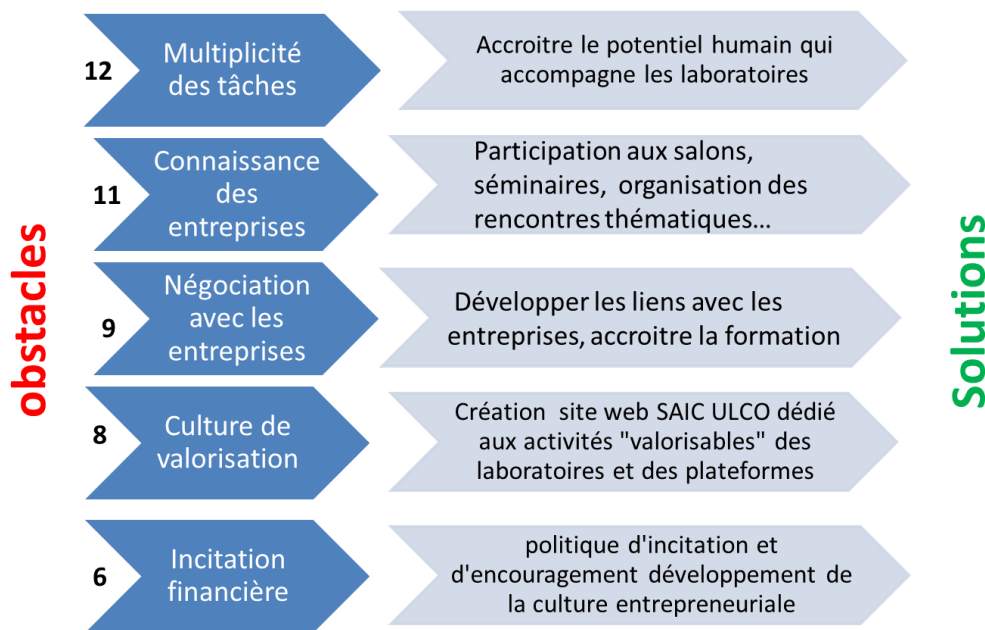 obstacles
12
Multiplicité
des tâches
Accroitre le potentiel humain qui
accompagne les laboratoires
11
Connaissance
des
entreprises
Participation aux salons,
séminaires, organisation des
rencontres thématiques...
9
Négociation
avec les
entreprises
Développer les liens avec les
entreprises, accroitre la formation
8
Culture de
valorisation
Création site web SAIC ULCO dédié
aux activités "valorisables" des
laboratoires et des plateformes
6
Incitation
financière
politique d'incitation et
d'encouragement développement de
la culture entrepreneuriale
Solutions